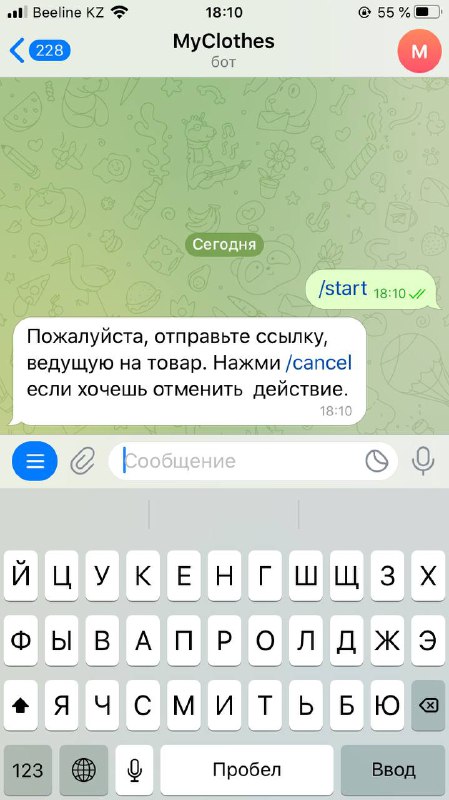 Beeline KZ 18:10 55 %
228 MyClothes M
бот
Сегодня
/start 18:10
Пожалуйста, отправьте ссылку,
ведущую на товар. Нажми /cancel
если хочешь отменить действие.
18:10
Сообщение
Й Ц У К Е Н Г Ш Щ З Х
Ф Ы В А П Р О Л Д Ж Э
Я Ч С М И Т Ь Б Ю
123 Пробел Ввод